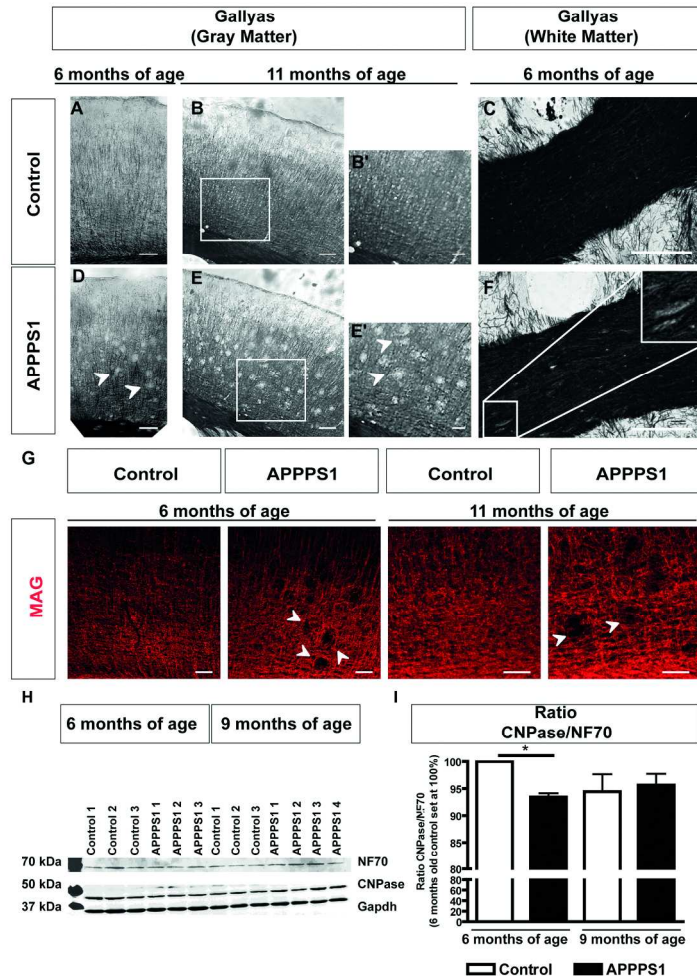 Gallyas
(Gray Matter)
Gallyas
(White Matter)
6 months of age
11 months of age
6 months of age
Control
A
B
B'
C
APPPS1
D
E
E'
F
G
Control
APPPS1
Control
APPPS1
6 months of age
11 months of age
MAG
H
6 months of age
9 months of age
Control 1
Control 2
Control 3
APPPS1 1
APPPS1 2
APPPS1 3
Control 1
Control 2
Control 3
APPPS1 1
APPPS1 2
APPPS1 3
APPPS1 4
70 kDa
NF70
50 kDa
CNPase
37 kDa
Gapdh
I
Ratio
CNPase/NF70
Ratio CNPase/NF70
(6 months old control set at 100%)
*
100
95
90
85
80
80
60
40
20
0
6 months of age
9 months of age
Control
APPPS1